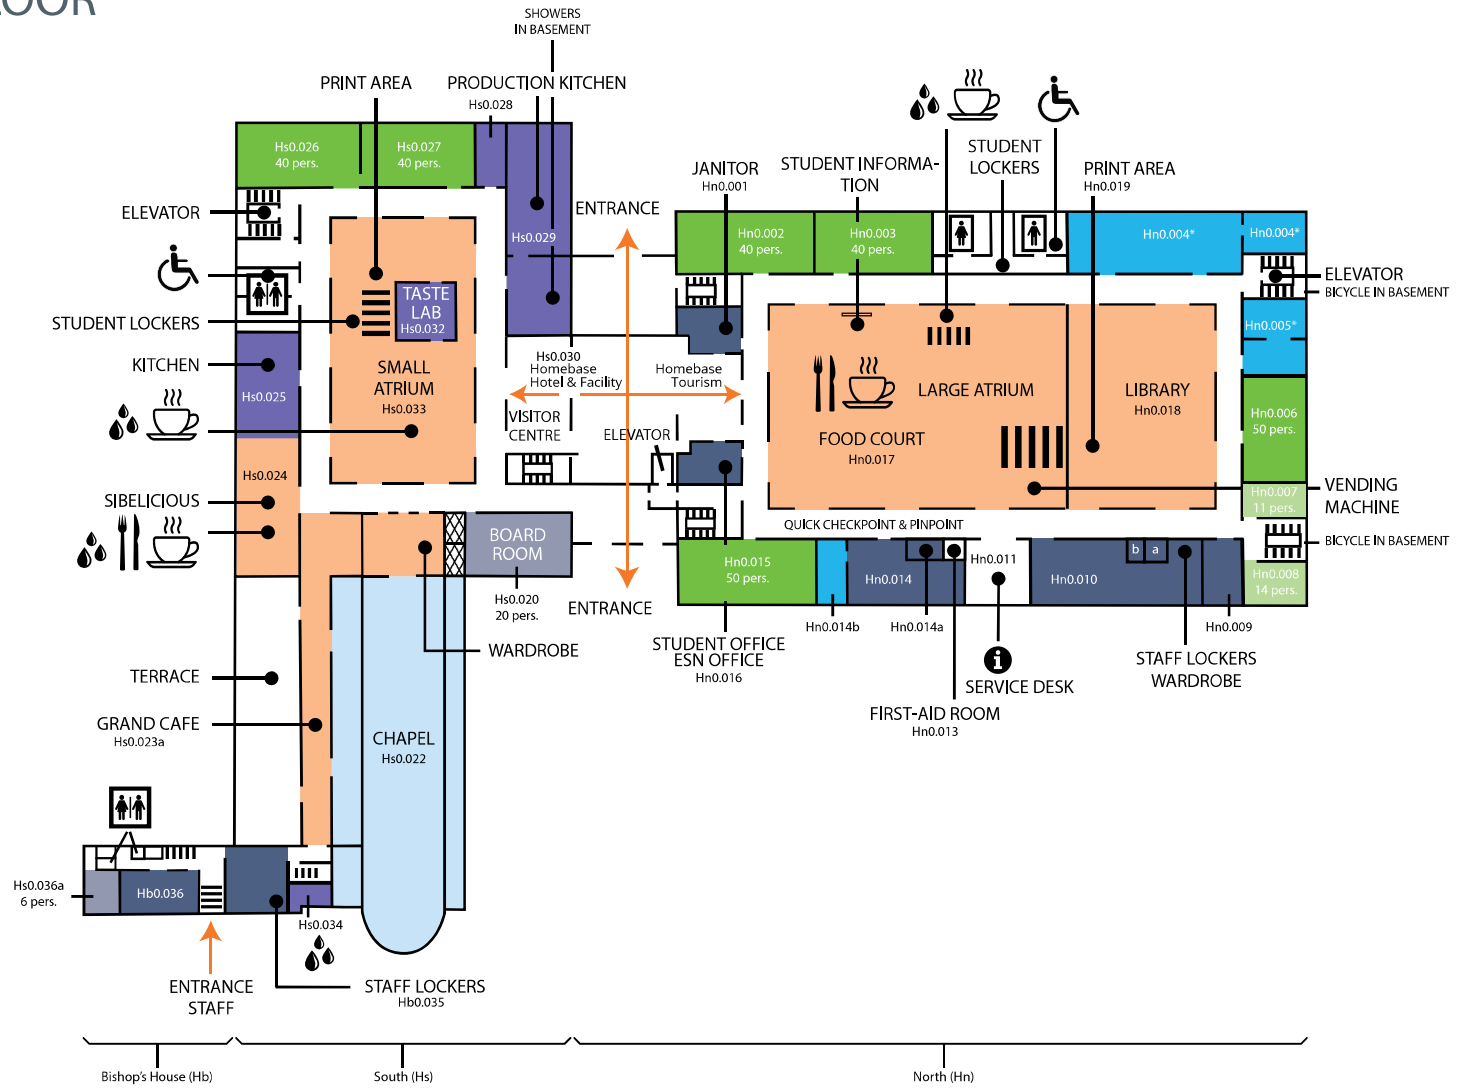 LOOR
SHOWERS
IN BASEMENT
PRINT AREA
PRODUCTION KITCHEN
Hs0.028
Hs0.026
40 pers.
Hs0.027
40 pers.
ELEVATOR
Hs0.029
ENTRANCE
TASTE
LAB
Hs0.032
STUDENT LOCKERS
KITCHEN
Hs0.025
SMALL
ATRIUM
Hs0.033
Hs0.030
Homebase
Hotel & Facility
Homebase
Tourism
VISITOR
CENTRE
ELEVATOR
Hs0.024
SIBELICIOUS
BOARD
ROOM
Hs0.020
20 pers.
ENTRANCE
WARDROBE
TERRACE
GRAND CAFE
Hs0.023a
CHAPEL
Hs0.022
Hs0.036a
6 pers.
Hb0.036
Hs0.034
ENTRANCE
STAFF
STAFF LOCKERS
Hb0.035
JANITOR
Hn0.001
STUDENT INFORMA-
TION
STUDENT
LOCKERS
PRINT AREA
Hn0.019
Hn0.002
40 pers.
Hn0.003
40 pers.
Hn0.004*
Hn0.004*
ELEVATOR
BICYCLE IN BASEMENT
Hn0.005*
LARGE ATRIUM
LIBRARY
Hn0.018
FOOD COURT
Hn0.017
Hn0.006
50 pers.
VENDING
MACHINE
Hn0.007
11 pers.
QUICK CHECKPOINT & PINPOINT
BICYCLE IN BASEMENT
Hn0.015
50 pers.
Hn0.014
Hn0.011
b
a
Hn0.010
Hn0.008
14 pers.
Hn0.014b
Hn0.014a
Hn0.009
STUDENT OFFICE
ESN OFFICE
Hn0.016
SERVICE DESK
STAFF LOCKERS
WARDROBE
FIRST-AID ROOM
Hn0.013
Bishop's House (Hb)
South (Hs)
North (Hn)